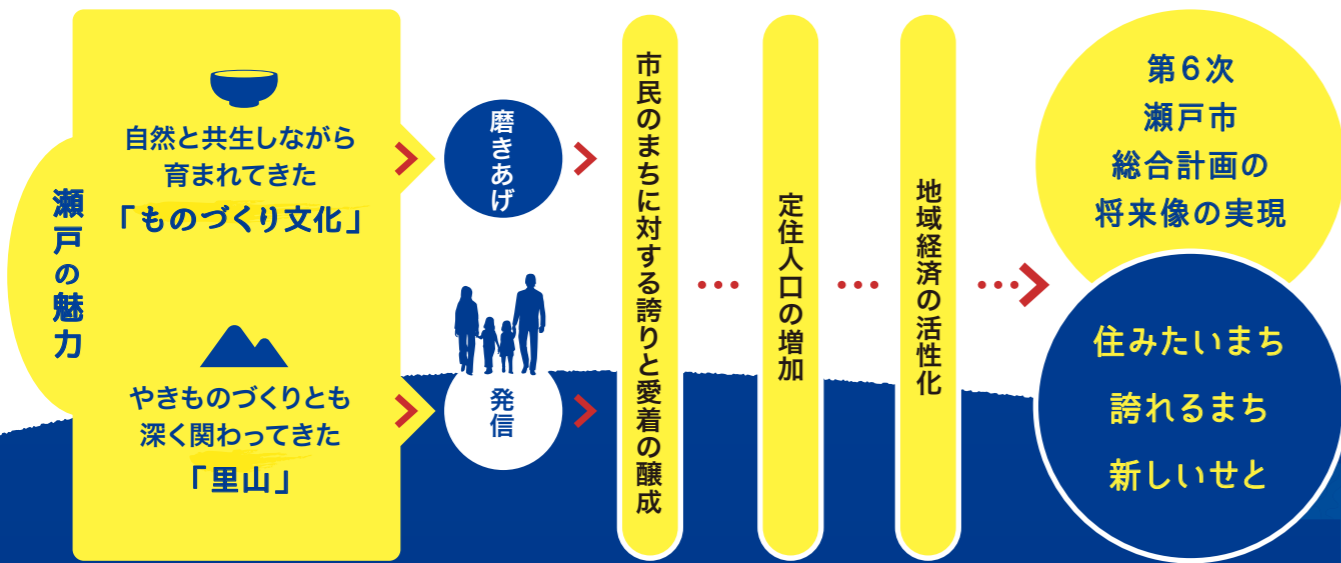 瀬戸の魅力
自然と共生しながら
育まれてきた
「ものづくり文化」
やきものづくりとも
深く関わってきた
「里山」
磨きあげ
発信
市民のまちに対する誇りと愛着の醸成
定住人口の増加
地域経済の活性化
第６次
瀬戸市
総合計画の
将来像の実現
住みたいまち
誇れるまち
新しいせと